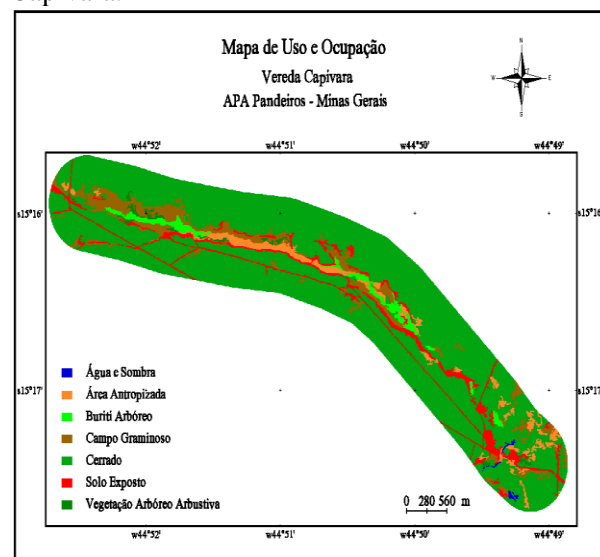 Mapa de Uso e Ocupação
Vereda Capivara
APA Pandeiros - Minas Gerais
N
W E
S
w44°52' w44°51' w44°50' w44°49'
s15°16' s15°16'
s15°17' s15°17'
Água e Sombra
Área Antropizada
Buriti Arbóreo
Campo Graminoso
Cerrado
Solo Exposto
Vegetação Arbóreo Arbustiva
0 280 560 m
w44°52' w44°51' w44°50' w44°49'